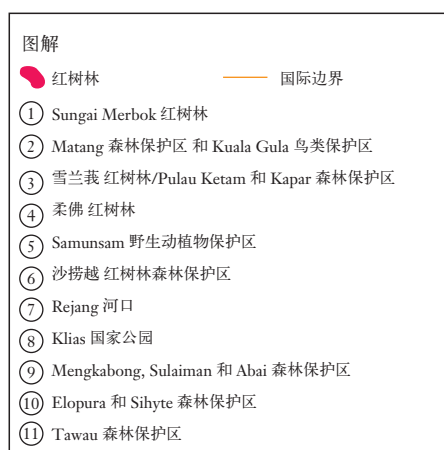 图解
红树林 国际边界
1 Sungai Merbok 红树林
2 Matang 森林保护区 和 Kuala Gula 鸟类保护区
3 雪兰莪 红树林/Pulau Ketam 和 Kapar 森林保护区
4 柔佛 红树林
5 Samunsam 野生动植物保护区
6 沙捞越 红树林森林保护区
7 Rejang 河口
8 Klias 国家公园
9 Mengkabong, Sulaiman 和 Abai 森林保护区
10 Elopura 和 Sihyte 森林保护区
11 Tawau 森林保护区